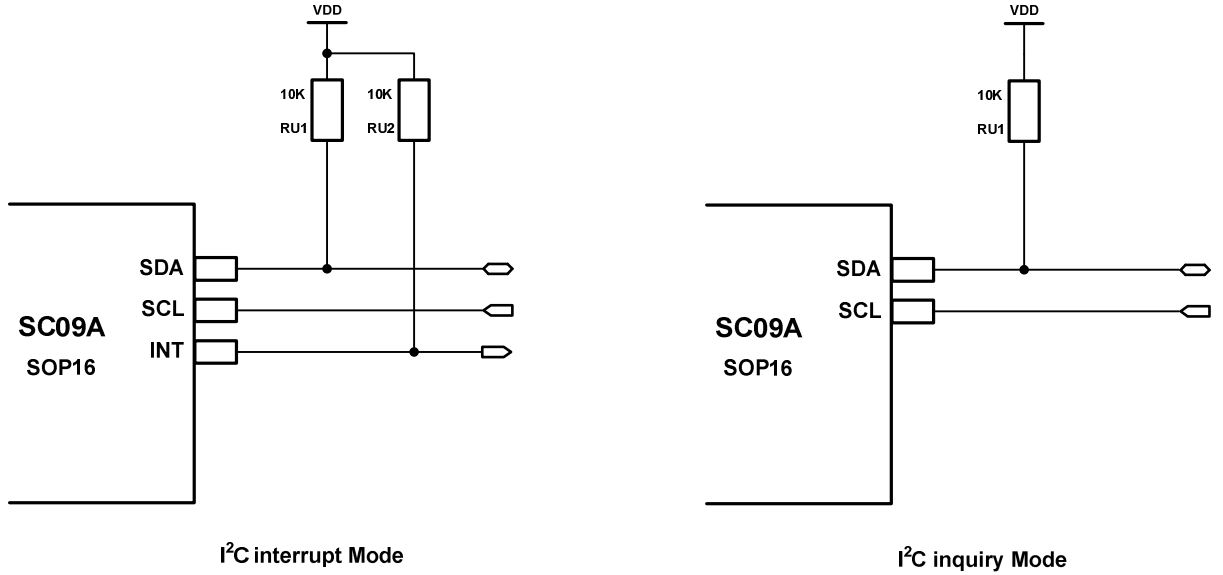 VDD
10K
RU1
10K
RU2
SDA
SCL
INT
SC09A
SOP16
I²C interrupt Mode
VDD
10K
RU1
SDA
SCL
SC09A
SOP16
I²C inquiry Mode